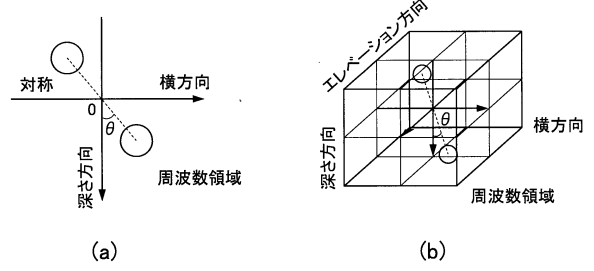 対称
横方向
0
θ
深さ方向
周波数領域
(a)
エレベーション方向
θ
横方向
深さ方向
周波数領域
(b)